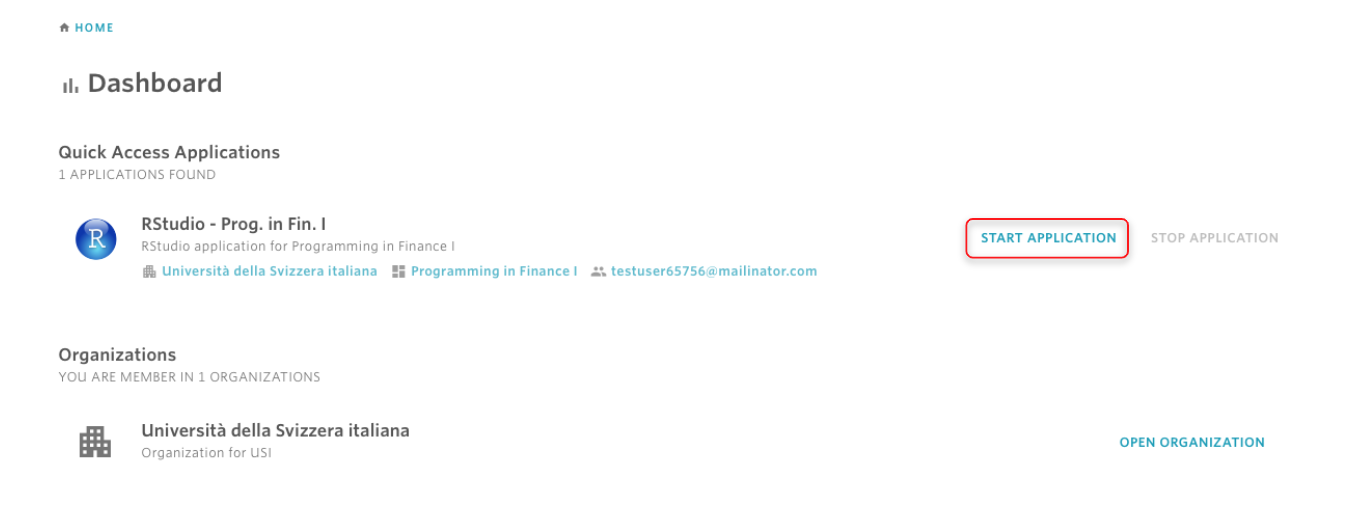 HOME
Dashboard
Quick Access Applications
1 APPLICATIONS FOUND
R
RStudio - Prog. in Fin. I
RStudio application for Programming in Finance I
Università della Svizzera italiana Programming in Finance I testuser65756@mailinator.com
START APPLICATION STOP APPLICATION
Organizations
YOU ARE MEMBER IN 1 ORGANIZATIONS
Università della Svizzera italiana
Organization for USI
OPEN ORGANIZATION